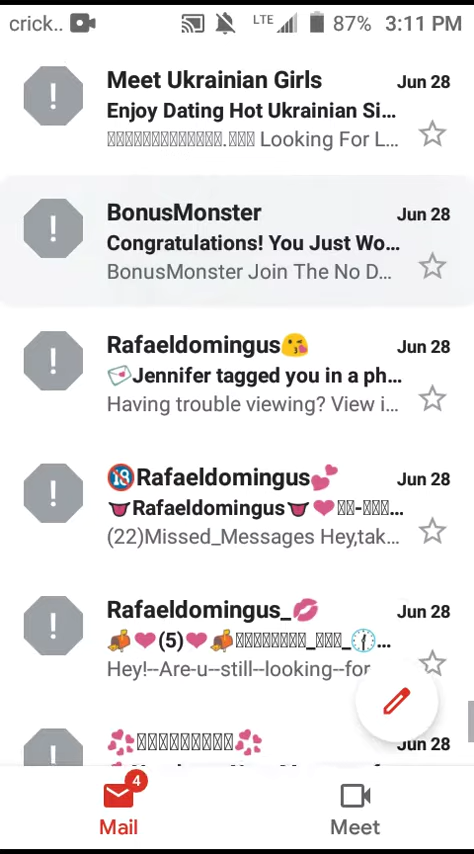 crick.. LTE 87% 3:11 PM
Meet Ukrainian Girls Jun 28
Enjoy Dating Hot Ukrainian Si...
Looking For L...
BonusMonster Jun 28
Congratulations! You Just Wo...
BonusMonster Join The No D...
Rafaeldomingus😘 Jun 28
💌Jennifer tagged you in a ph...
Having trouble viewing? View i...
🔞Rafaeldomingus💕 Jun 28
👅Rafaeldomingus👅❤
(22)Missed_Messages Hey,tak...
Rafaeldomingus_💋 Jun 28
📬❤(5)❤📬
Hey!--Are-u--still--looking--for
Jun 28
4
Mail Meet